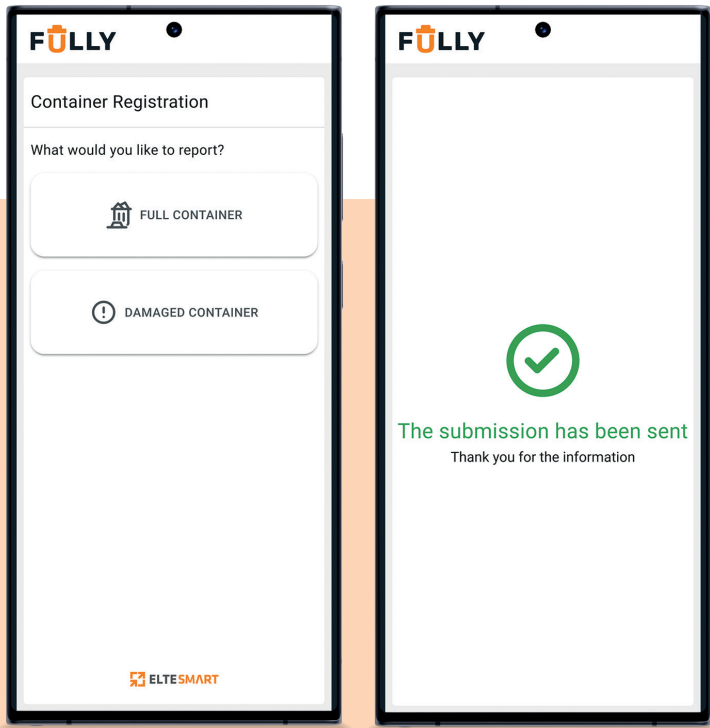 FULLY
Container Registration
What would you like to report?
FULL CONTAINER
DAMAGED CONTAINER
ELTESMART
FULLY
The submission has been sent
Thank you for the information